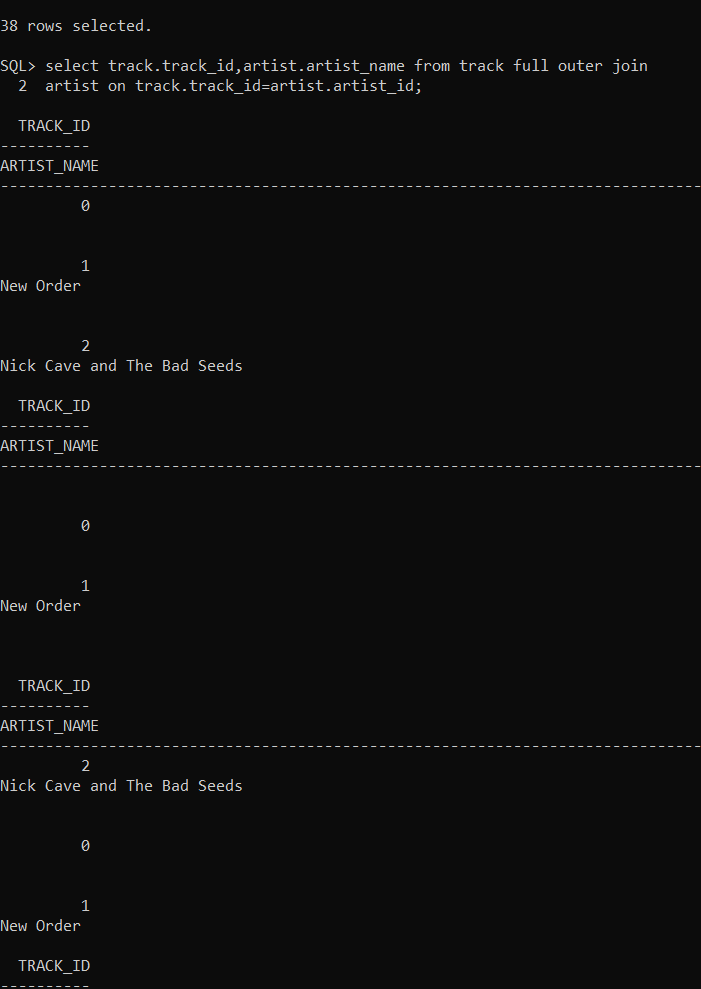 38 rows selected.
SQL> select track.track_id,artist.artist_name from track full outer join
2 artist on track.track_id=artist.artist_id;
TRACK_ID
----------
ARTIST_NAME
--------------------------------------------------------------------------------
0
1
New Order
2
Nick Cave and The Bad Seeds
TRACK_ID
----------
ARTIST_NAME
--------------------------------------------------------------------------------
0
1
New Order
TRACK_ID
----------
ARTIST_NAME
--------------------------------------------------------------------------------
2
Nick Cave and The Bad Seeds
0
1
New Order
TRACK_ID
----------